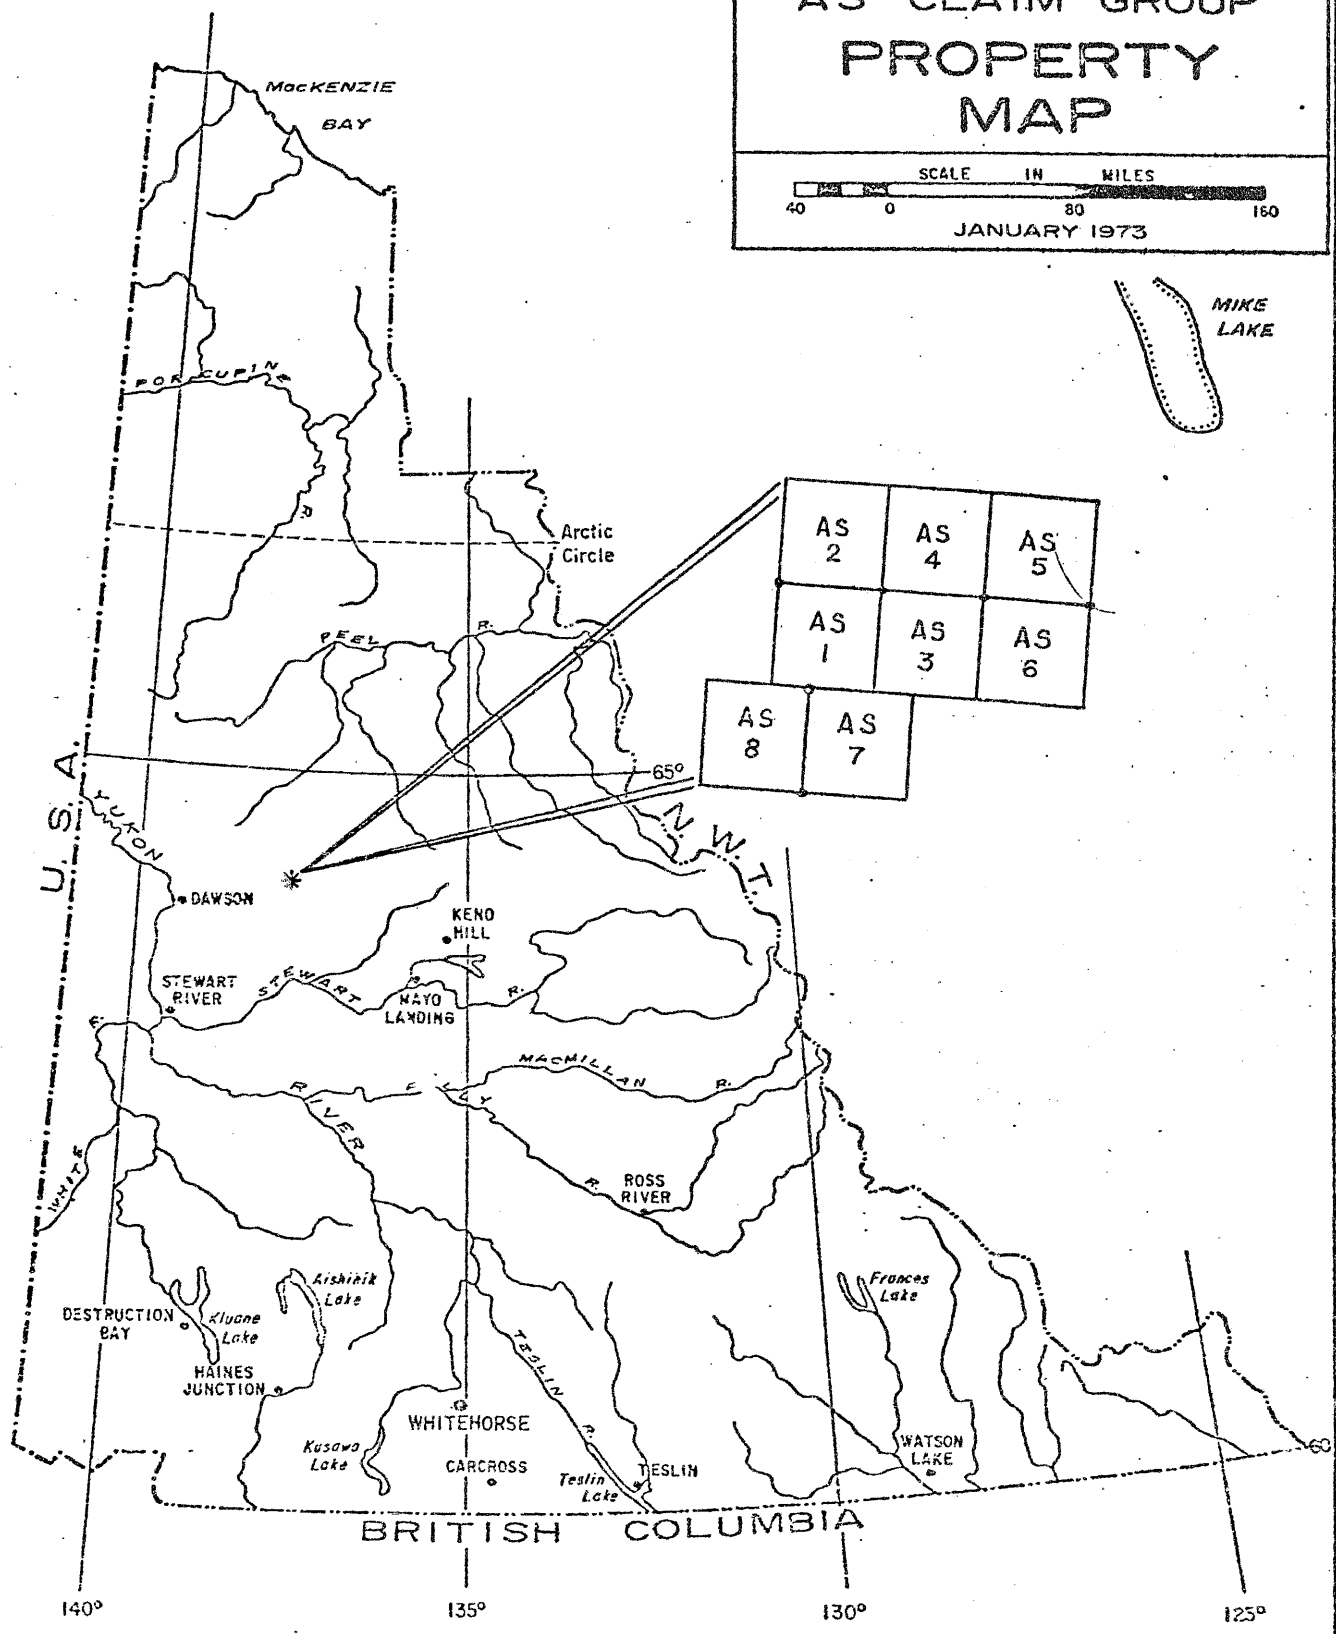 AS CLAIM GROUP
PROPERTY
MAP
SCALE IN MILES
40 0 80 160
JANUARY 1973
MacKENZIE
BAY
MIKE
LAKE
PORCUPINE
R.
Arctic
Circle
AS
2
AS
4
AS
5
AS
1
AS
3
AS
6
AS
8
AS
7
PEEL R.
65°
U. S. A.
YUKON
N. W. T.
DAWSON
KENO
HILL
STEWART
RIVER
STEWART R.
MAYO
LANDING
MACMILLAN R.
RIVER
PELLY R.
WHITE
ROSS
RIVER
Aishihik
Lake
Frances
Lake
DESTRUCTION
BAY
Kluane
Lake
HAINES
JUNCTION
TESLIN R.
WHITEHORSE
Kusawa
Lake
CARCROSS
Teslin
Lake
TESLIN
WATSON
LAKE
60
BRITISH COLUMBIA
140° 135° 130° 125°